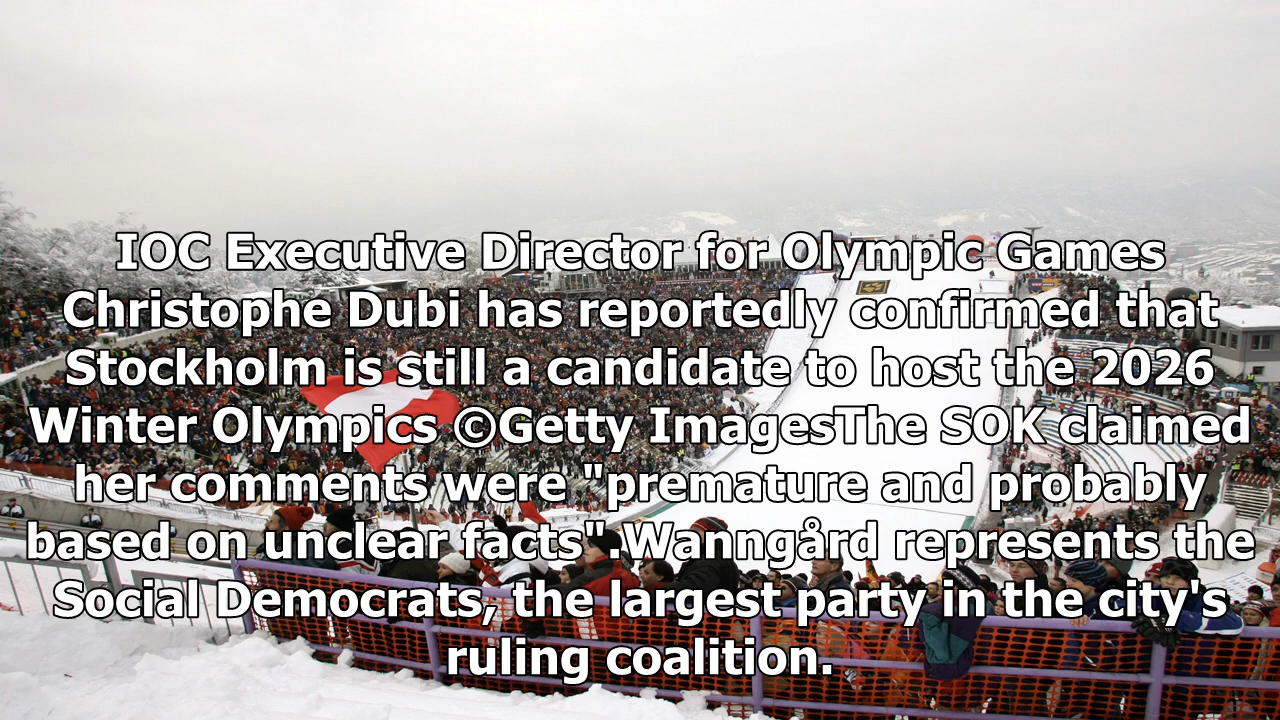 IOC Executive Director for Olympic Games
Christophe Dubi has reportedly confirmed that
Stockholm is still a candidate to host the 2026
Winter Olympics ©Getty ImagesThe SOK claimed
her comments were "premature and probably
based on unclear facts".Wanngård represents the
Social Democrats, the largest party in the city's
ruling coalition.